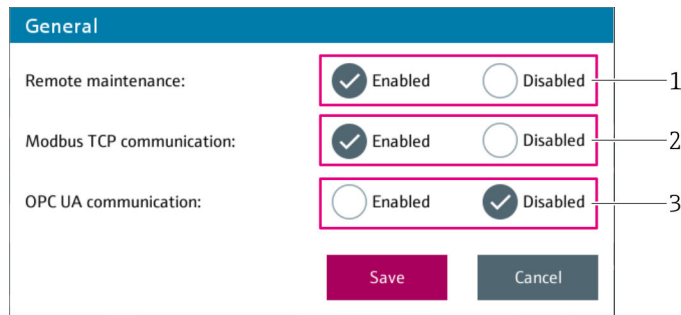 General
Remote maintenance: Enabled Disabled 1
Modbus TCP communication: Enabled Disabled 2
OPC UA communication: Enabled Disabled 3
Save Cancel